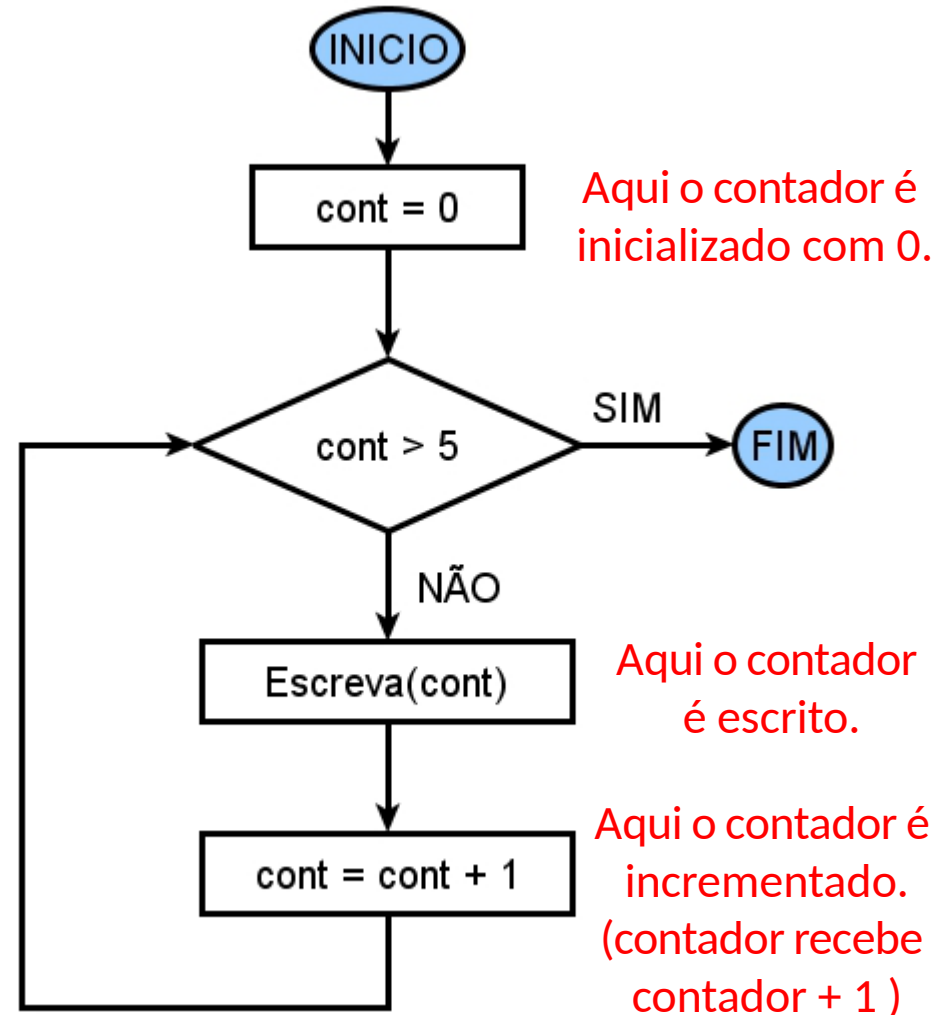 INICIO
cont = 0
Aqui o contador é
inicializado com 0.
cont > 5
SIM
FIM
NÃO
Escreva(cont)
Aqui o contador
é escrito.
cont = cont + 1
Aqui o contador é
incrementado.
(contador recebe
contador + 1 )